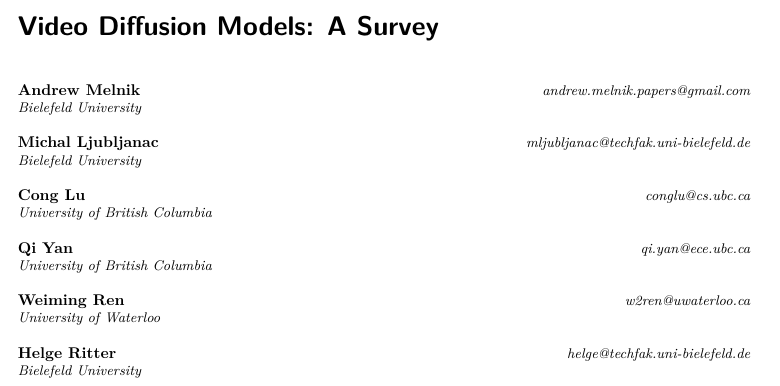 Video Diffusion Models: A Survey
Andrew Melnik andrew.melnik.papers@gmail.com
Bielefeld University
Michal Ljubljanac mljubljanac@techfak.uni-bielefeld.de
Bielefeld University
Cong Lu conglu@cs.ubc.ca
University of British Columbia
Qi Yan qi.yan@ece.ubc.ca
University of British Columbia
Weiming Ren w2ren@uwaterloo.ca
University of Waterloo
Helge Ritter helge@techfak.uni-bielefeld.de
Bielefeld University